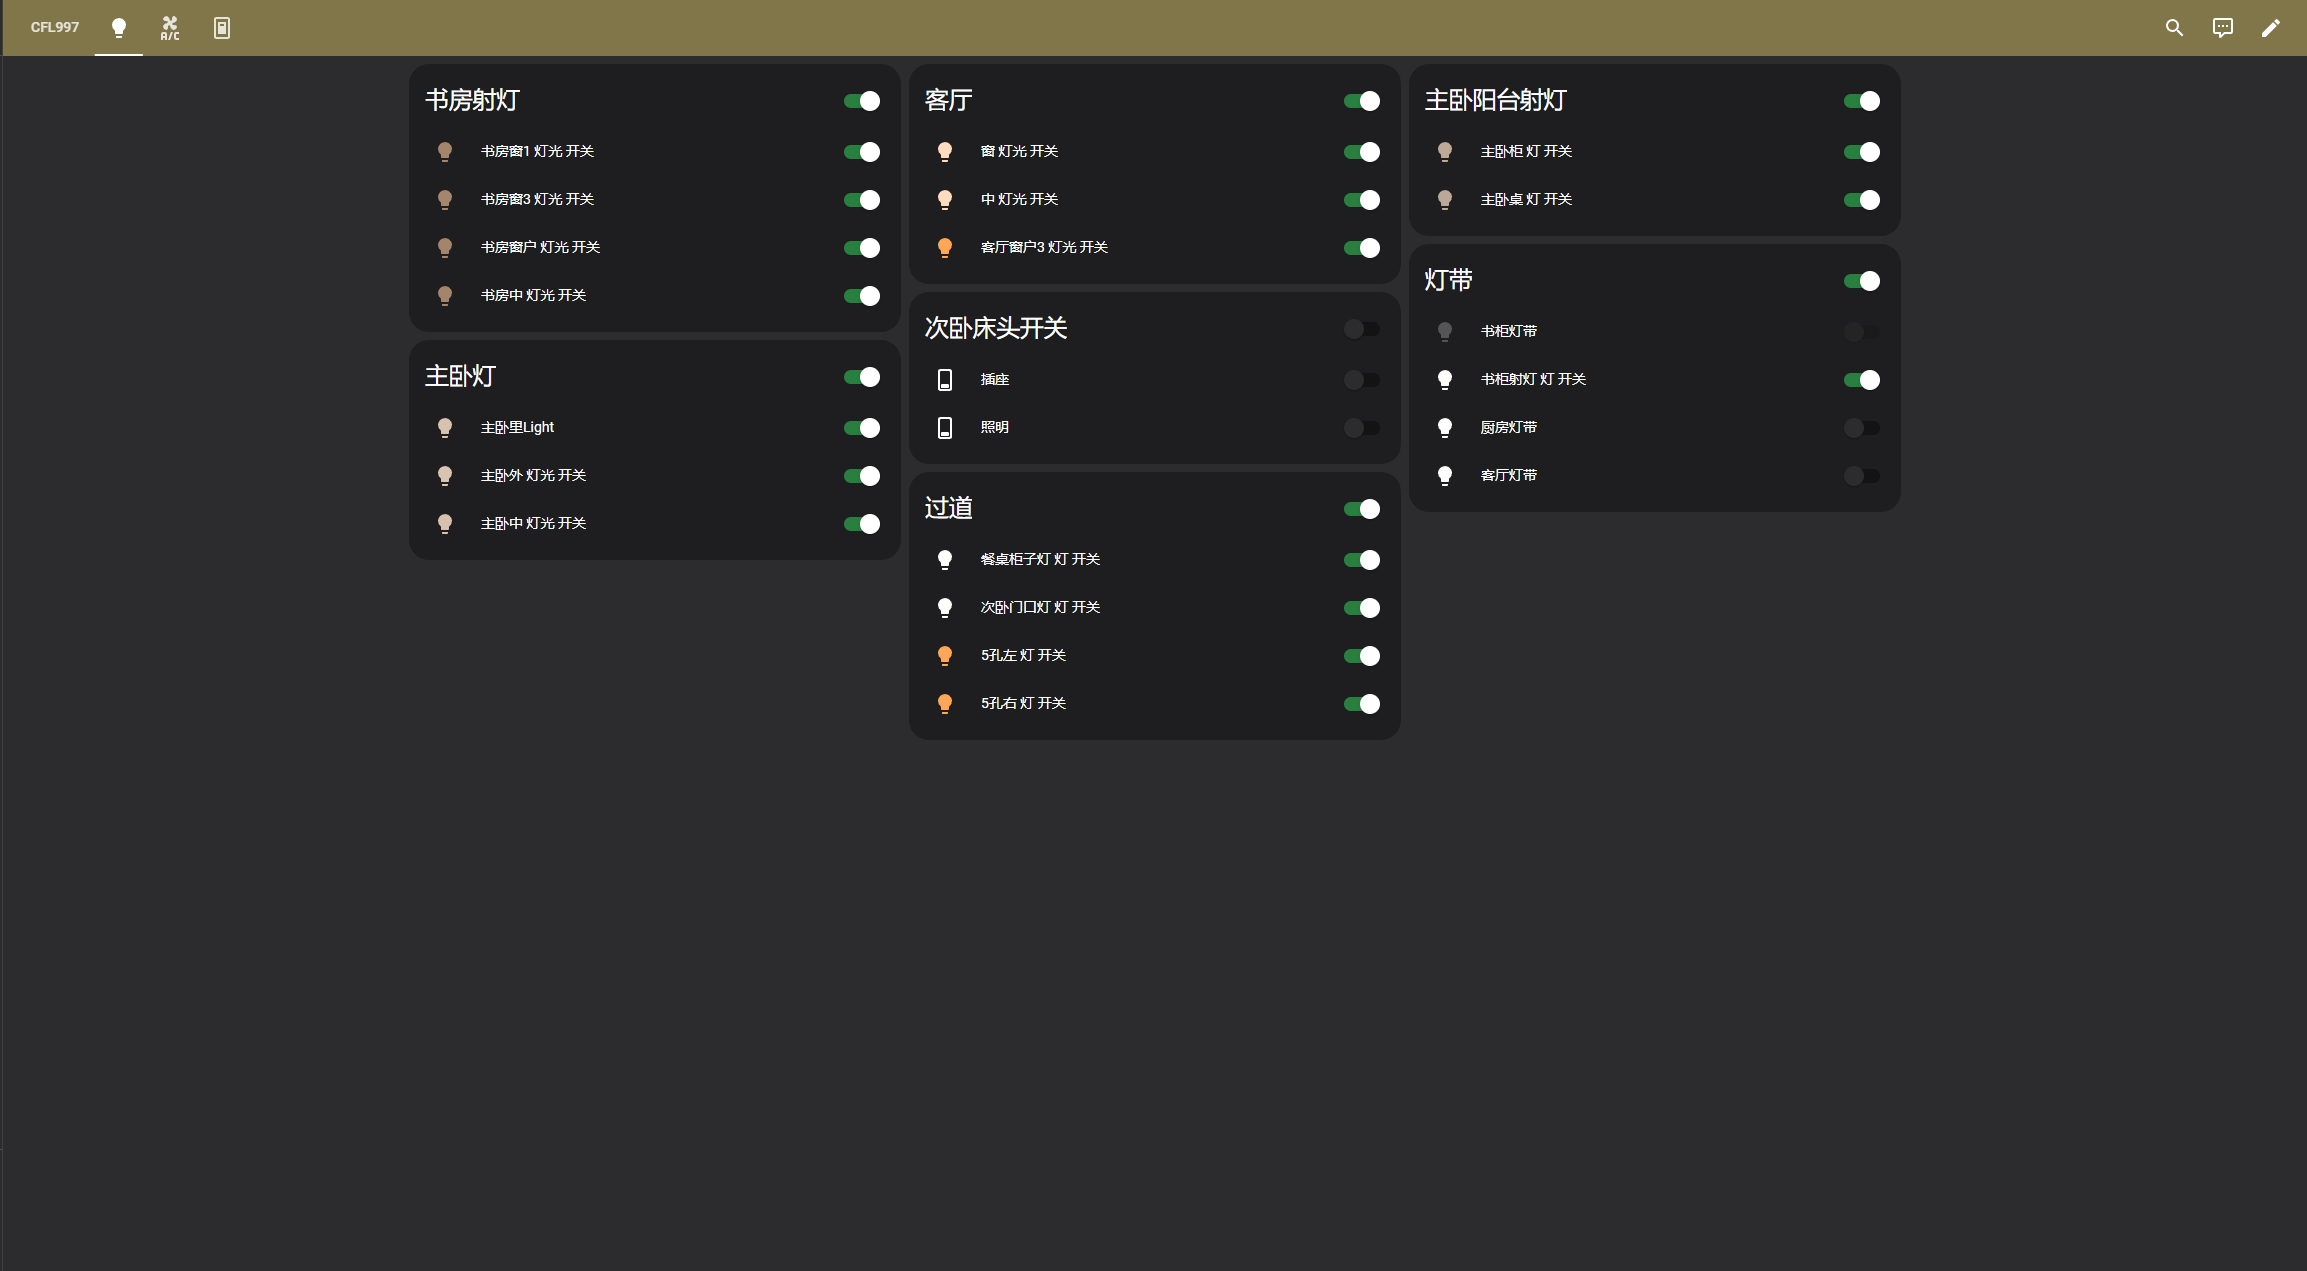 CFL997
A/C
书房射灯
书房窗1 灯光 开关
书房窗3 灯光 开关
书房窗户 灯光 开关
书房中 灯光 开关
主卧灯
主卧里Light
主卧外 灯光 开关
主卧中 灯光 开关
客厅
窗 灯光 开关
中 灯光 开关
客厅窗户3 灯光 开关
次卧床头开关
插座
照明
过道
餐桌柜子灯 灯 开关
次卧门口灯 灯 开关
5孔左 灯 开关
5孔右 灯 开关
主卧阳台射灯
主卧柜 灯 开关
主卧桌 灯 开关
灯带
书柜灯带
书柜射灯 灯 开关
厨房灯带
客厅灯带